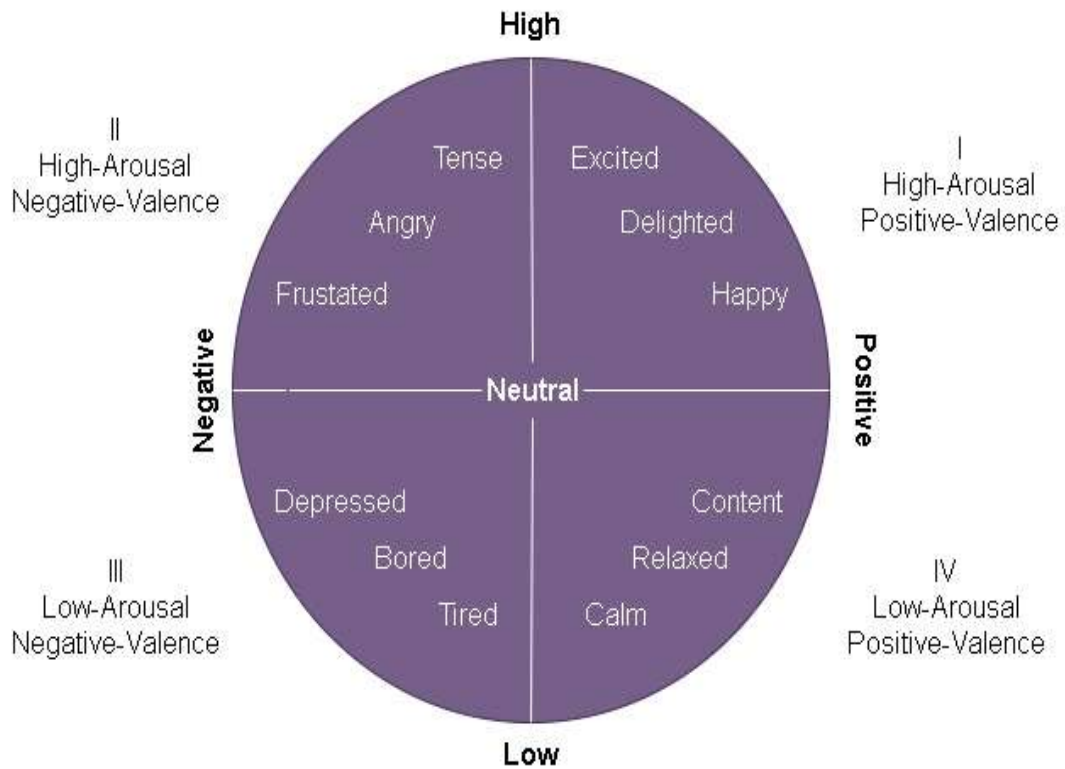 High
II
High-Arousal
Negative-Valence
I
High-Arousal
Positive-Valence
Tense
Excited
Angry
Delighted
Frustated
Happy
Negative
Neutral
Positive
Depressed
Content
Bored
Relaxed
Tired
Calm
III
Low-Arousal
Negative-Valence
IV
Low-Arousal
Positive-Valence
Low